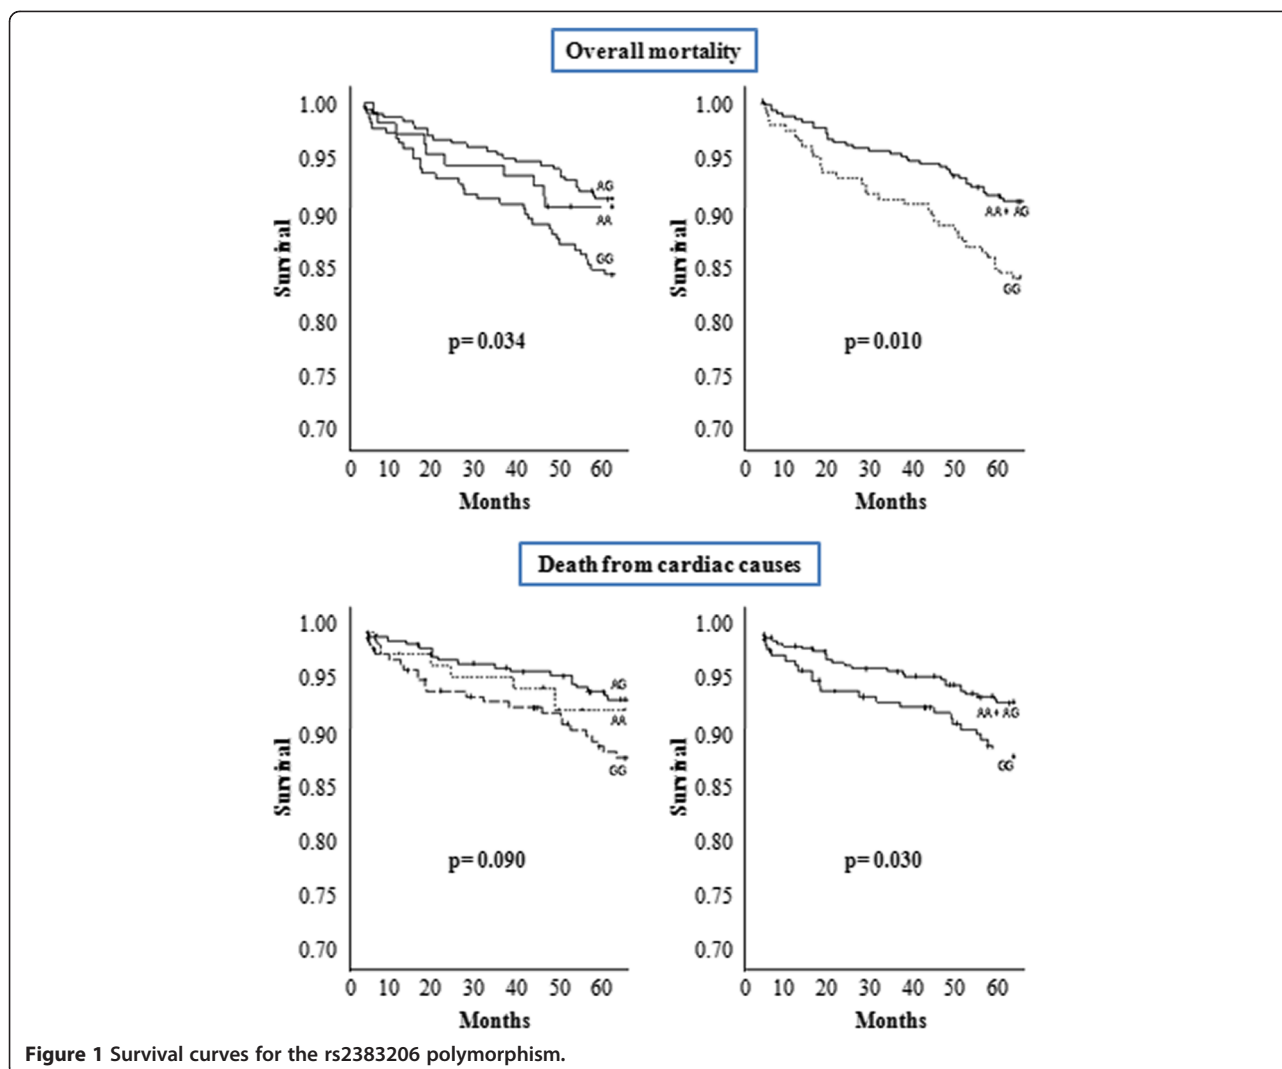 Overall mortality
1.00
0.95
0.90
0.85
0.80
0.75
0.70
Survival
AG
AA
GG
p= 0.034
0 10 20 30 40 50 60
Months
1.00
0.95
0.90
0.85
0.80
0.75
0.70
Survival
AA+ AG
GG
p= 0.010
0 10 20 30 40 50 60
Months
Death from cardiac causes
1.00
0.95
0.90
0.85
0.80
0.75
0.70
Survival
AG
AA
GG
p= 0.090
0 10 20 30 40 50 60
Months
1.00
0.95
0.90
0.85
0.80
0.75
0.70
Survival
AA+ AG
GG
p= 0.030
0 10 20 30 40 50 60
Months
Figure 1 Survival curves for the rs2383206 polymorphism.